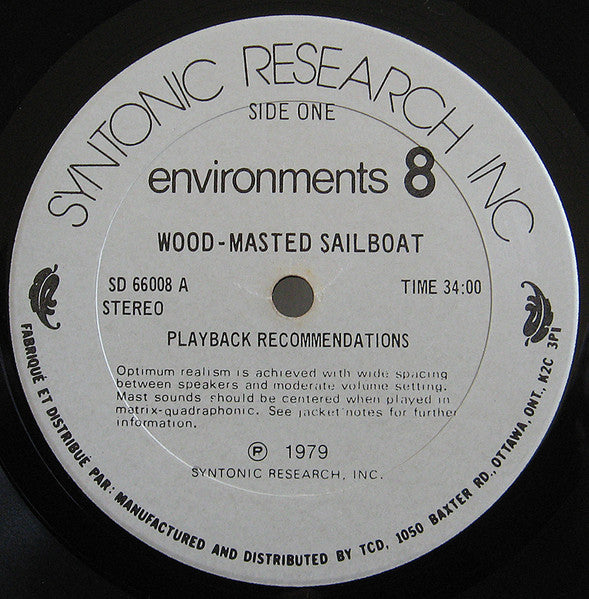 SYNTONIC RESEARCH INC
SIDE ONE
environments 8
WOOD-MASTED SAILBOAT
SD 66008 A
STEREO
TIME 34:00
PLAYBACK RECOMMENDATIONS
Optimum realism is achieved with wide spacing
between speakers and moderate volume setting.
Mast sounds should be centered when played in
matrix-quadraphonic. See jacket notes for further
information.
℗ 1979
SYNTONIC RESEARCH, INC.
FABRIQUÉ ET DISTRIBUÉ PAR: MANUFACTURED AND DISTRIBUTED BY TCD, 1050 BAXTER RD., OTTAWA, ONT., K2C 3P1